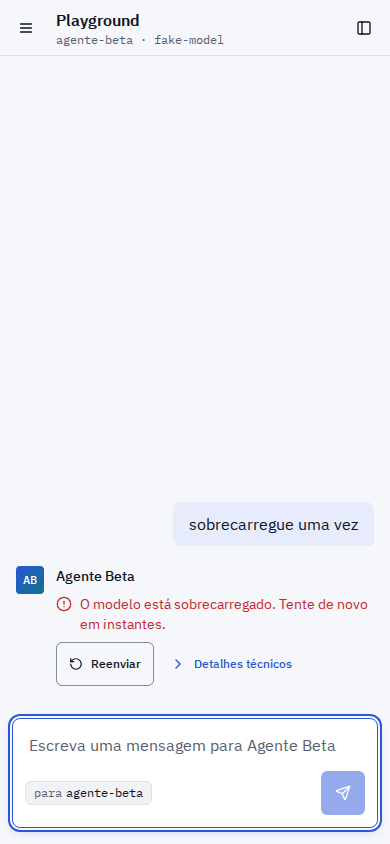 Playground
agente-beta · fake-model
sobrecarregue uma vez
AB
Agente Beta
O modelo está sobrecarregado. Tente de novo
em instantes.
Reenviar
Detalhes técnicos
Escreva uma mensagem para Agente Beta
para agente-beta